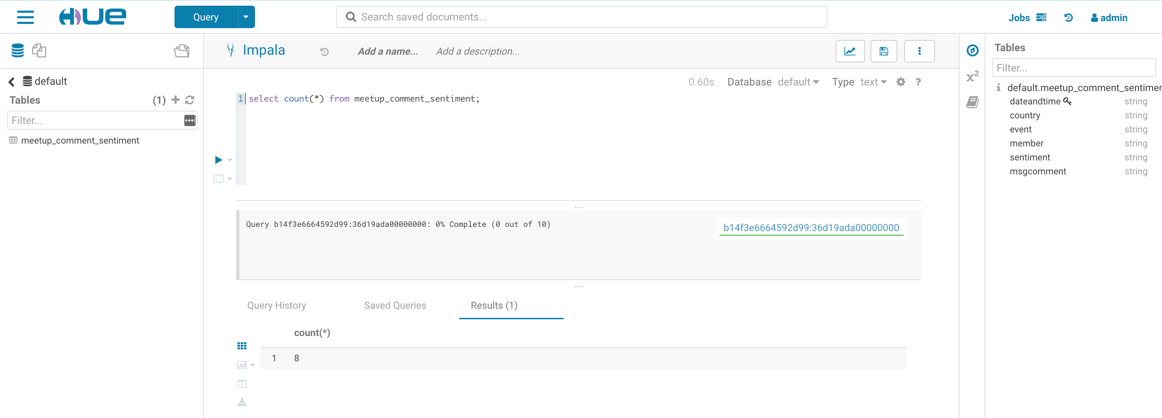 HUE
Query
Search saved documents...
Jobs
admin
default
Tables
(1)
Filter...
meetup_comment_sentiment
Impala
Add a name...
Add a description...
0.60s
Database default
Type text
?
1
select count(*) from meetup_comment_sentiment;
Query b14f3e6664592d99:36d19ada00000000: 0% Complete (0 out of 10)
b14f3e6664592d99:36d19ada00000000
Query History
Saved Queries
Results (1)
count(*)
1 8
x²
Tables
Filter...
default.meetup_comment_sentimer
dateandtime string
country string
event string
member string
sentiment string
msgcomment string